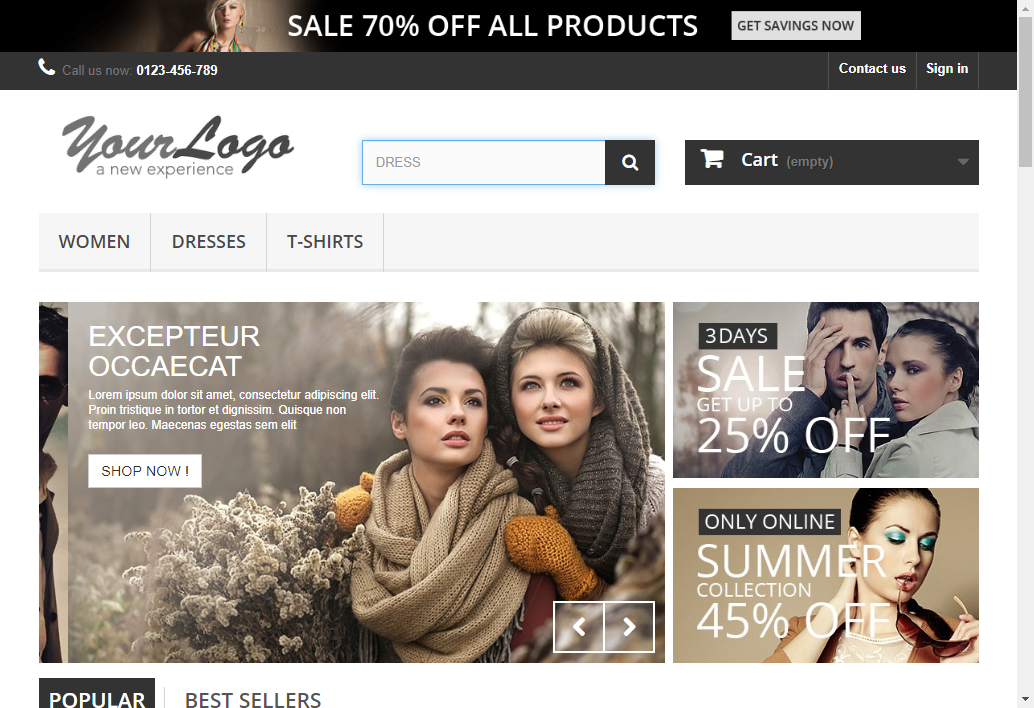 SALE 70% OFF ALL PRODUCTS
GET SAVINGS NOW
Call us now: 0123-456-789
Contact us
Sign in
YourLogo
a new experience
DRESS
Cart (empty)
WOMEN
DRESSES
T-SHIRTS
EXCEPTEUR
OCCAECAT
Lorem ipsum dolor sit amet, consectetur adipiscing elit.
Proin tristique in tortor et dignissim. Quisque non
tempor leo. Maecenas egestas sem elit
SHOP NOW !
3 DAYS
SALE
GET UP TO
25% OFF
ONLY ONLINE
SUMMER
COLLECTION
45% OFF
POPULAR
BEST SELLERS